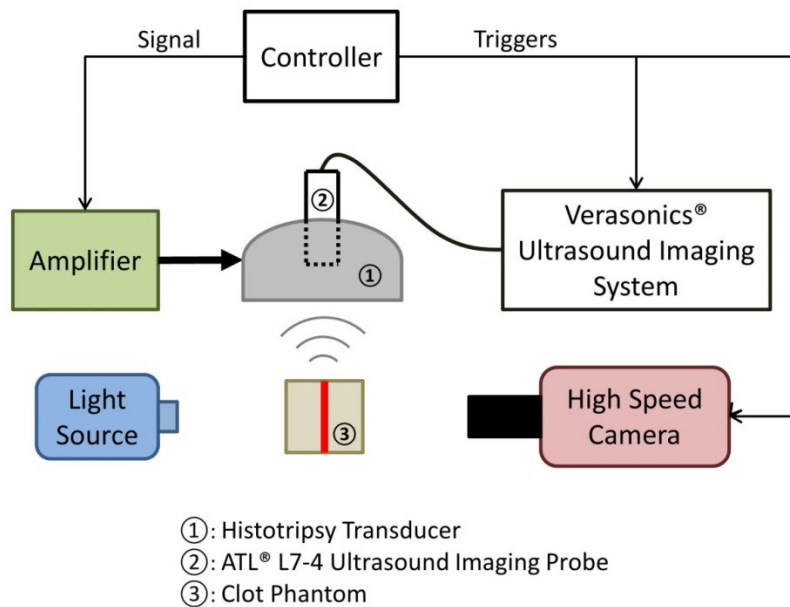 Signal
Controller
Triggers
②
Verasonics®
Ultrasound Imaging
System
Amplifier
①
Light
Source
③
High Speed
Camera
①: Histotripsy Transducer
②: ATL® L7-4 Ultrasound Imaging Probe
③: Clot Phantom